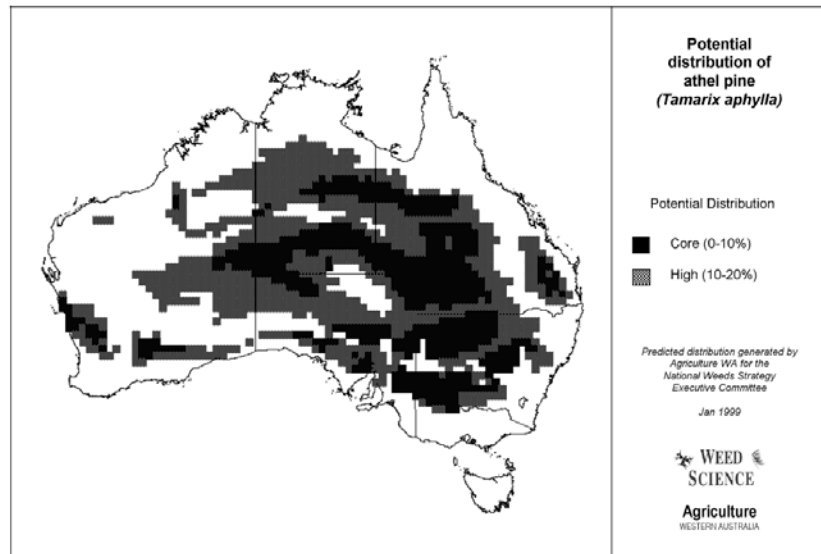 Potential
distribution of
athel pine
(Tamarix aphylla)
Potential Distribution
Core (0-10%)
High (10-20%)
Predicted distribution generated by
Agriculture WA for the
National Weeds Strategy
Executive Committee
Jan 1999
WEED
SCIENCE
Agriculture
WESTERN AUSTRALIA